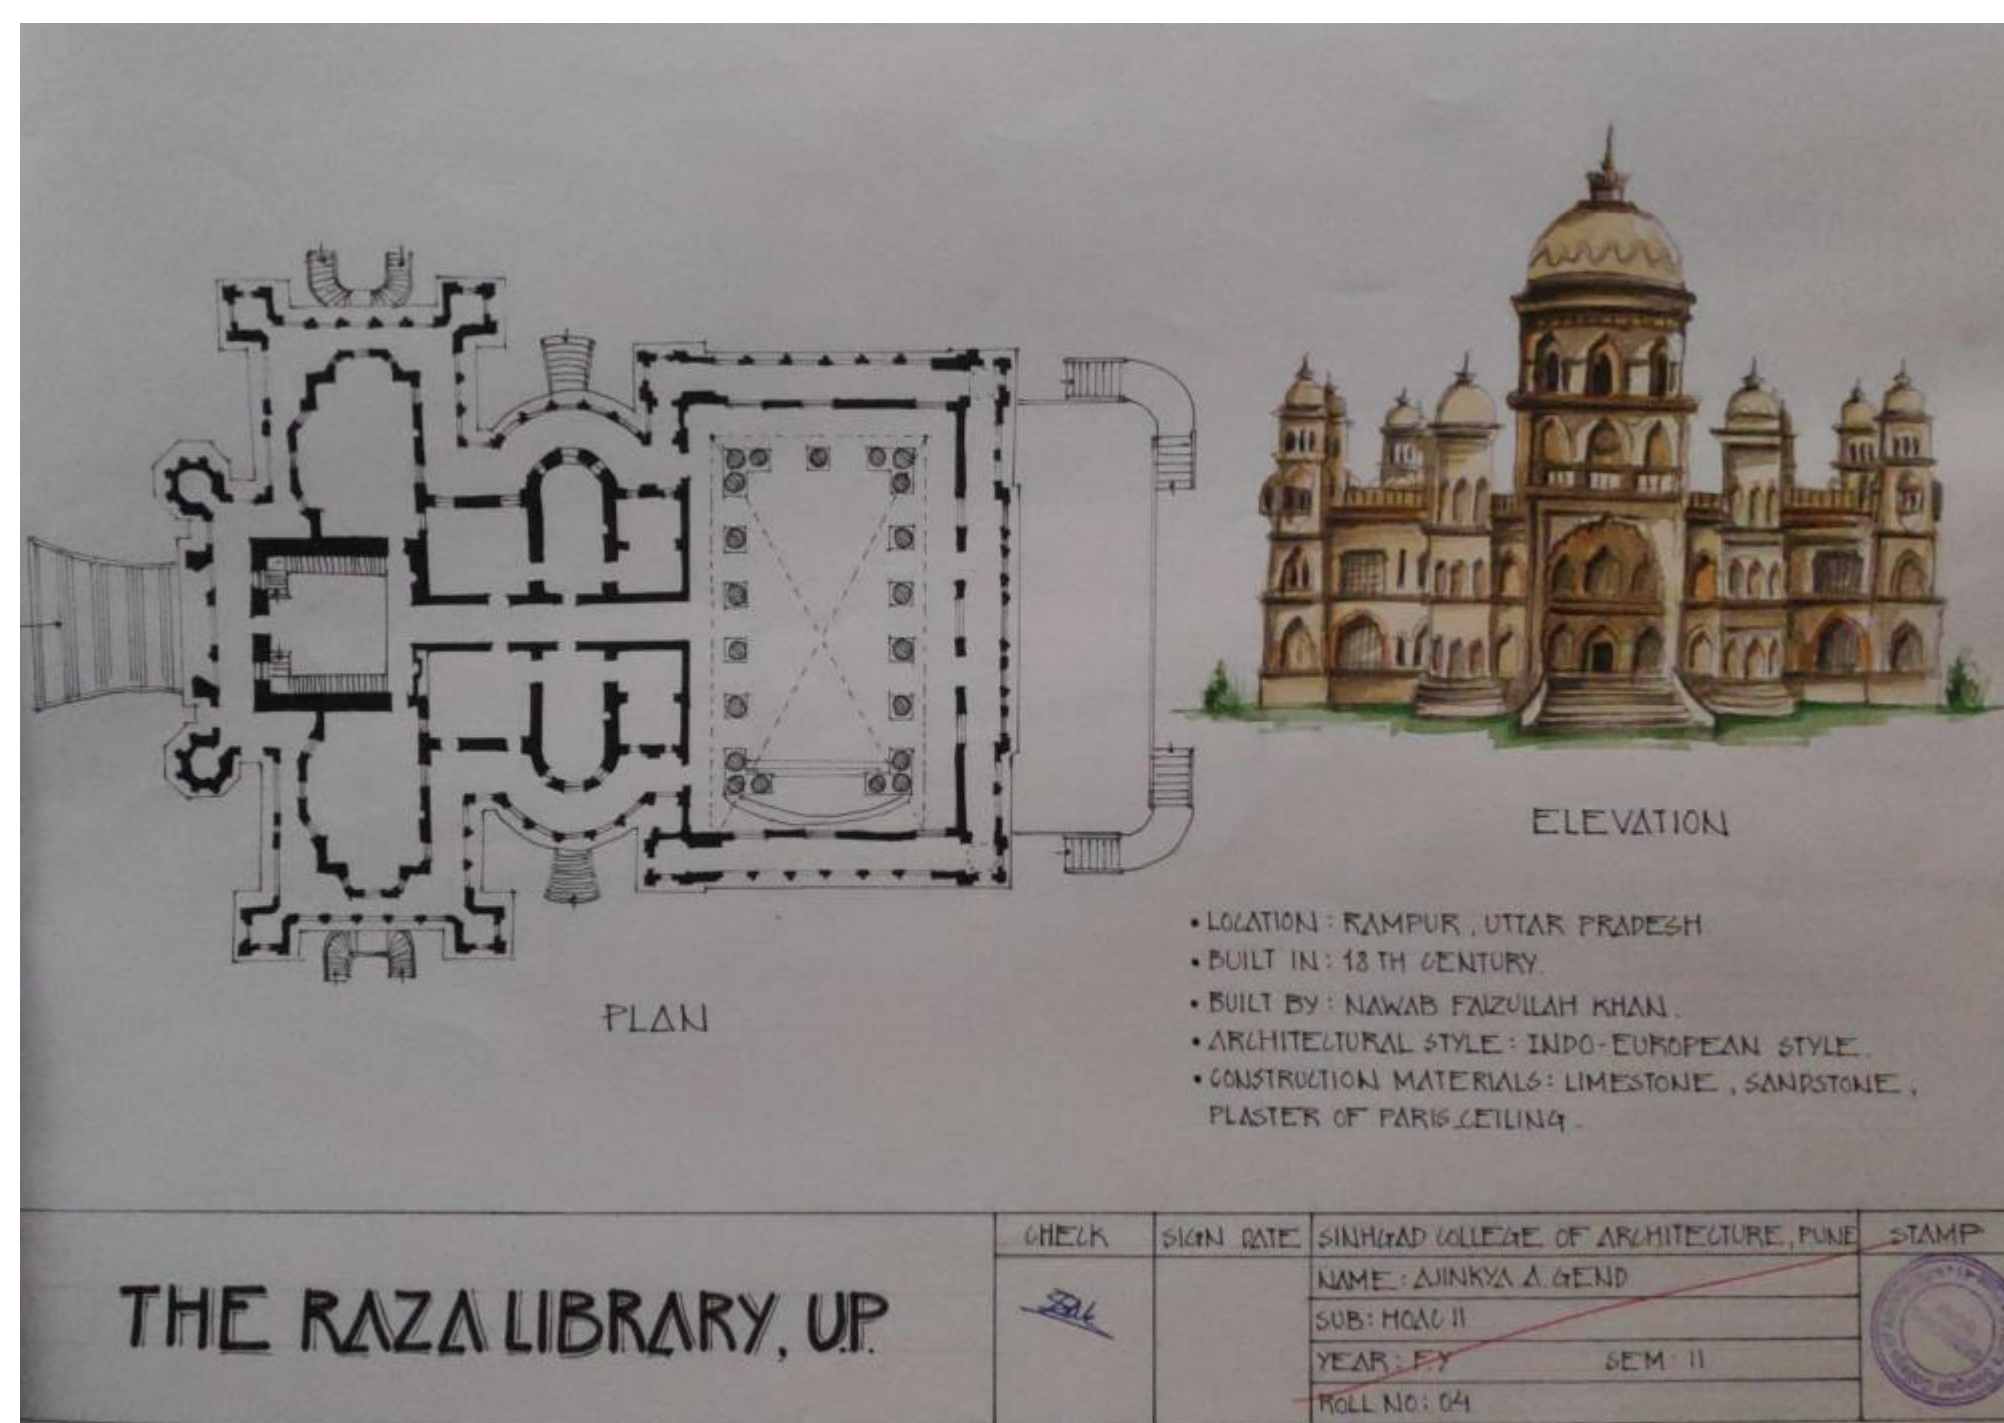 PLAN
ELEVATION
• LOCATION : RAMPUR , UTTAR PRADESH
• BUILT IN : 18 TH CENTURY.
• BUILT BY : NAWAB FAIZULLAH KHAN.
• ARCHITECTURAL STYLE : INDO-EUROPEAN STYLE.
• CONSTRUCTION MATERIALS : LIMESTONE , SANDSTONE ,
PLASTER OF PARIS CEILING .
THE RAZA LIBRARY, U.P.
CHECK
SIGN DATE
SINHGAD COLLEGE OF ARCHITECTURE, PUNE
STAMP
NAME : AJINKYA A. GEND
SUB : HOAC II
YEAR : F.Y SEM : II
ROLL NO : 04